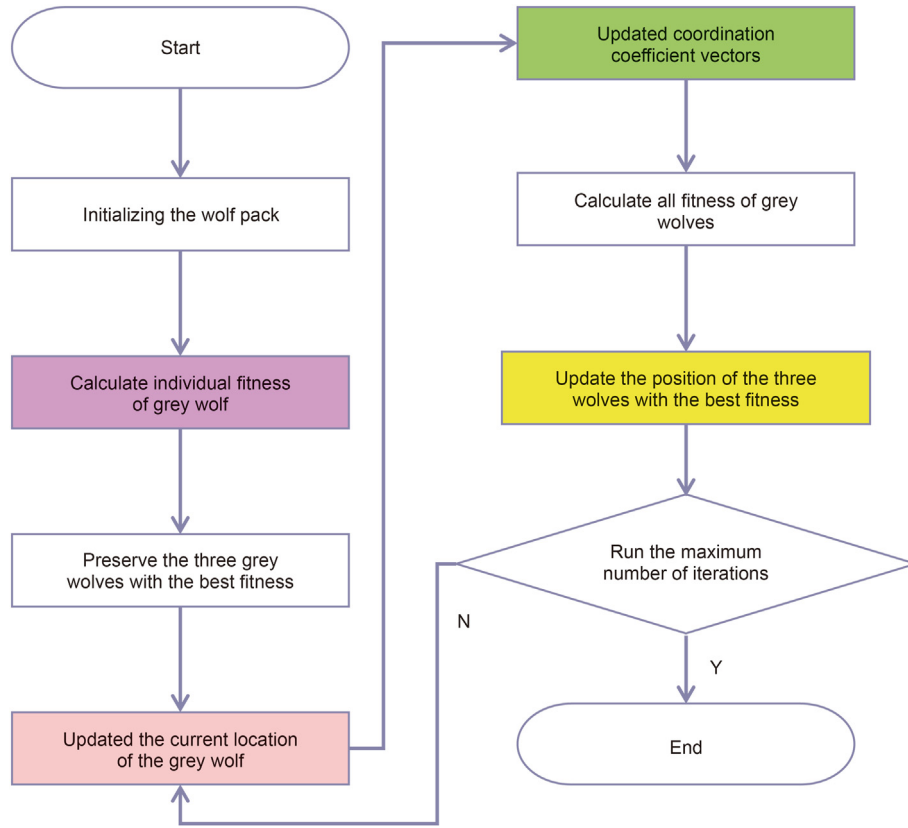 Start
Initializing the wolf pack
Calculate individual fitness
of grey wolf
Preserve the three grey
wolves with the best fitness
Updated the current location
of the grey wolf
Updated coordination
coefficient vectors
Calculate all fitness of grey
wolves
Update the position of the three
wolves with the best fitness
Run the maximum
number of iterations
N
Y
End